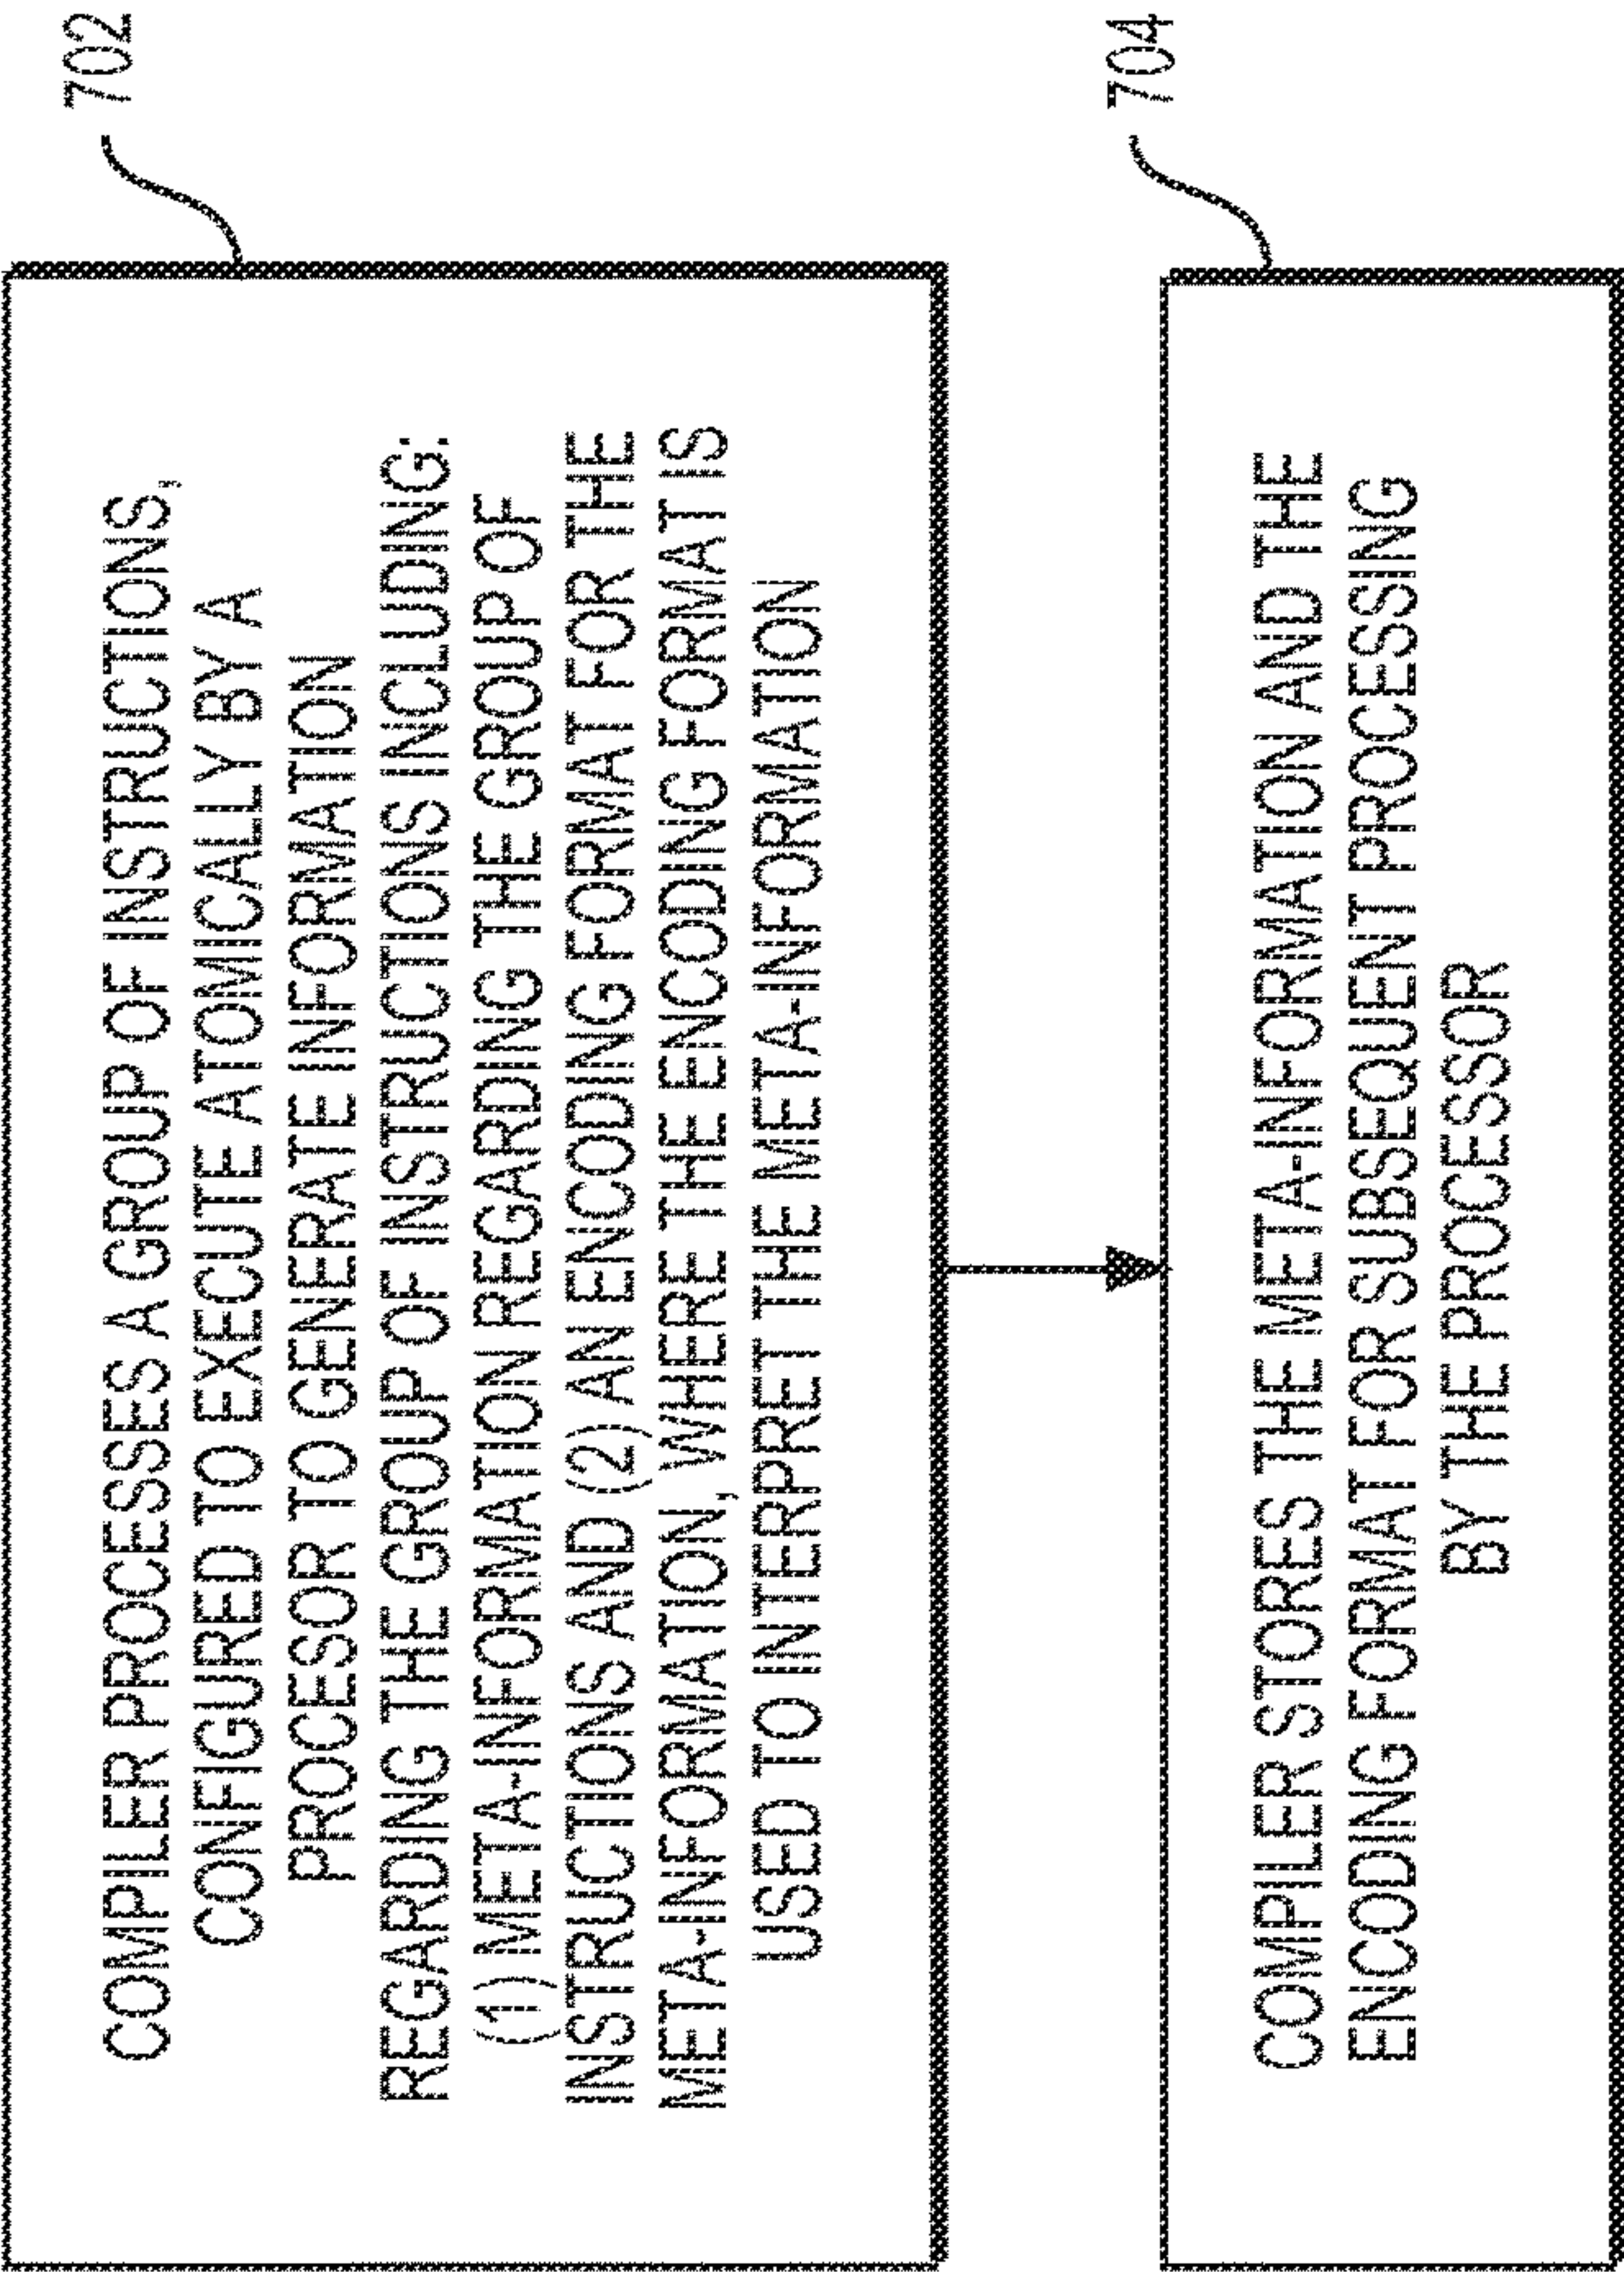 COMPILER PROCESSES A GROUP OF INSTRUCTIONS,
CONFIGURED TO EXECUTE ATOMICALLY BY A
PROCESOR TO GENERATE INFORMATION
REGARDING THE GROUP OF INSTRUCTIONS INCLUDING:
(1) META-INFORMATION REGARDING THE GROUP OF
INSTRUCTIONS AND (2) AN ENCODING FORMAT FOR THE
META-INFORMATION, WHERE THE ENCODING FORMAT IS
USED TO INTERPRET THE META-INFORMATION
702
COMPILER STORES THE META-INFORMATION AND THE
ENCODING FORMAT FOR SUBSEQUENT PROCESSING
BY THE PROCESSOR
704